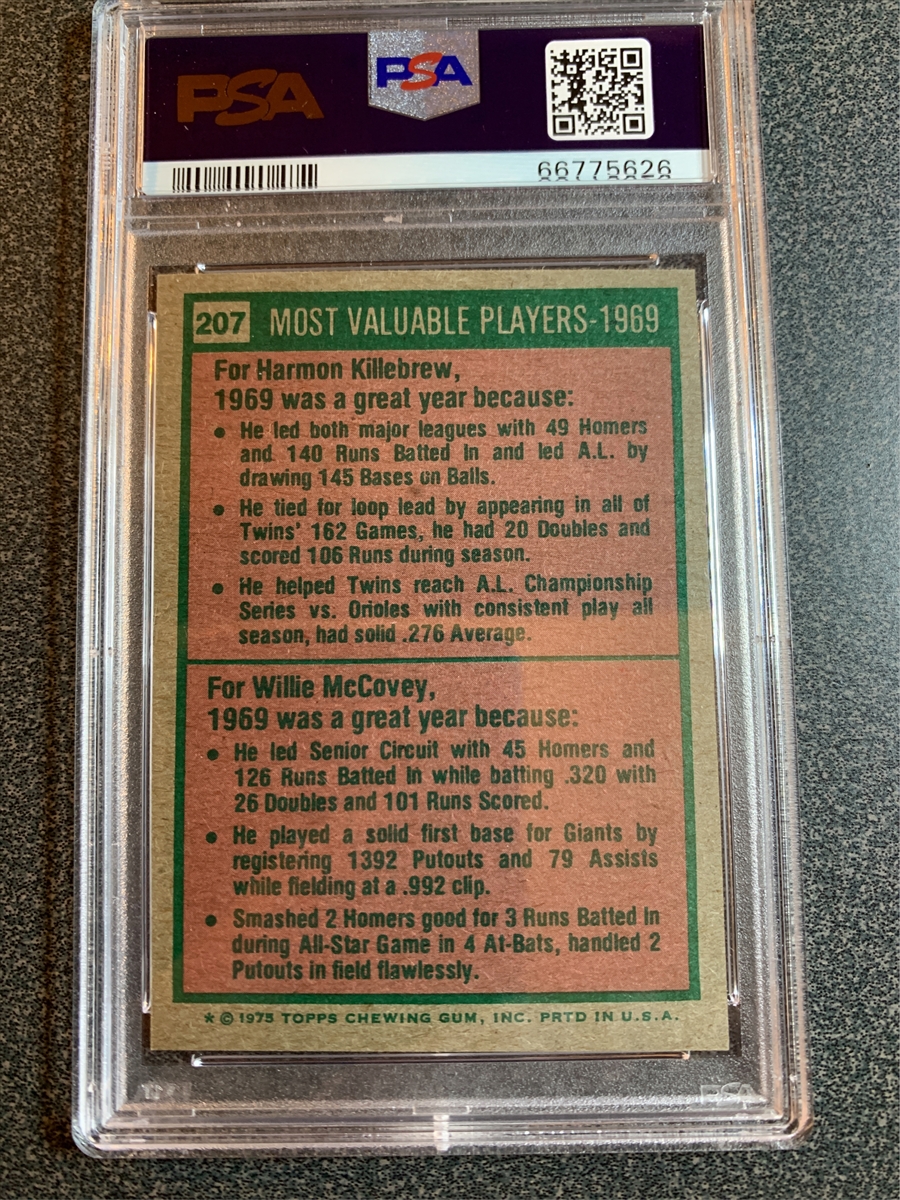 PSA PSA
66775626
207 MOST VALUABLE PLAYERS-1969
For Harmon Killebrew,
1969 was a great year because:
• He led both major leagues with 49 Homers
and 140 Runs Batted In and led A.L. by
drawing 145 Bases on Balls.
• He tied for loop lead by appearing in all of
Twins' 162 Games, he had 20 Doubles and
scored 106 Runs during season.
• He helped Twins reach A.L. Championship
Series vs. Orioles with consistent play all
season, had solid .276 Average.
For Willie McCovey,
1969 was a great year because:
• He led Senior Circuit with 45 Homers and
126 Runs Batted In while batting .320 with
26 Doubles and 101 Runs Scored.
• He played a solid first base for Giants by
registering 1392 Putouts and 79 Assists
while fielding at a .992 clip.
• Smashed 2 Homers good for 3 Runs Batted In
during All-Star Game in 4 At-Bats, handled 2
Putouts in field flawlessly.
* © 1975 TOPPS CHEWING GUM, INC. PRTD IN U.S.A.
PSA